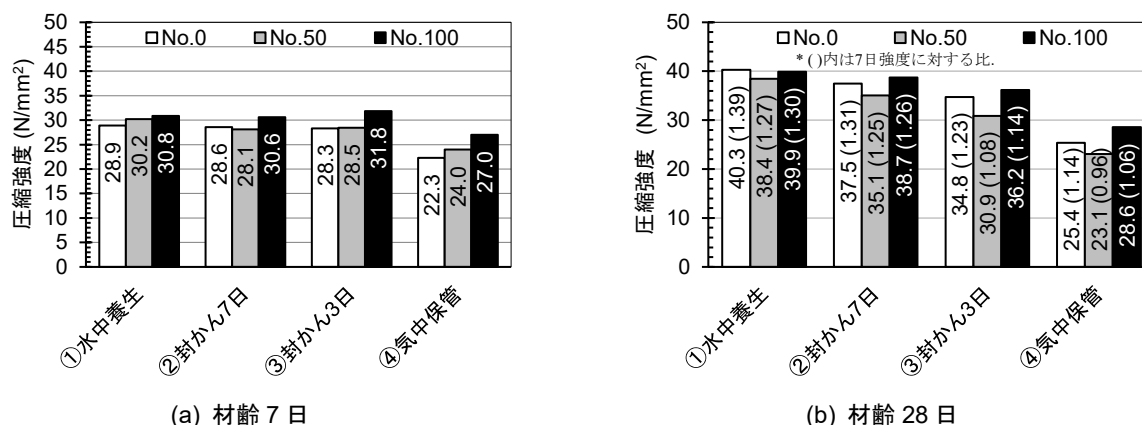 圧縮強度 (N/mm²)
50
45
40
35
30
25
20
15
10
5
0
No.0 No.50 No.100
28.9
30.2
30.8
28.6
28.1
30.6
28.3
28.5
31.8
22.3
24.0
27.0
①水中養生
②封かん7日
③封かん3日
④気中保管
(a) 材齢 7 日
圧縮強度 (N/mm²)
50
40
30
20
10
0
No.0 No.50 No.100
* ( )内は7日強度に対する比.
40.3 (1.39)
38.4 (1.27)
39.9 (1.30)
37.5 (1.31)
35.1 (1.25)
38.7 (1.26)
34.8 (1.23)
30.9 (1.08)
36.2 (1.14)
25.4 (1.14)
23.1 (0.96)
28.6 (1.06)
①水中養生
②封かん7日
③封かん3日
④気中保管
(b) 材齢 28 日